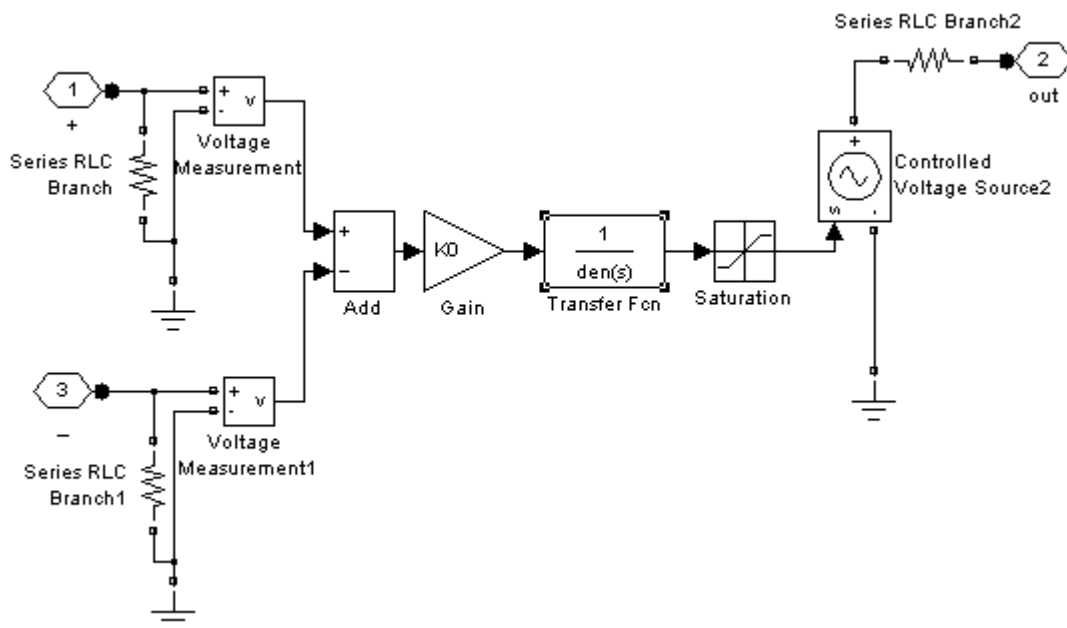 Series RLC Branch2
2
out
1
+
+
-
v
Voltage
Measurement
Series RLC
Branch
+
Controlled
Voltage Source2
s
-
+
−
Add
K0
Gain
1
den(s)
Transfer Fcn
Saturation
3
−
+
-
v
Voltage
Measurement1
Series RLC
Branch1